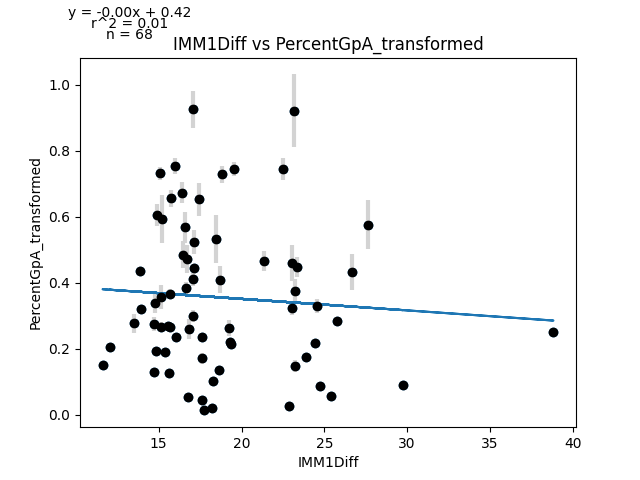 y = -0.00x + 0.42
r^2 = 0.01
n = 68
IMM1Diff vs PercentGpA_transformed
1.0
0.8
0.6
0.4
0.2
0.0
PercentGpA_transformed
15 20 25 30 35 40
IMM1Diff